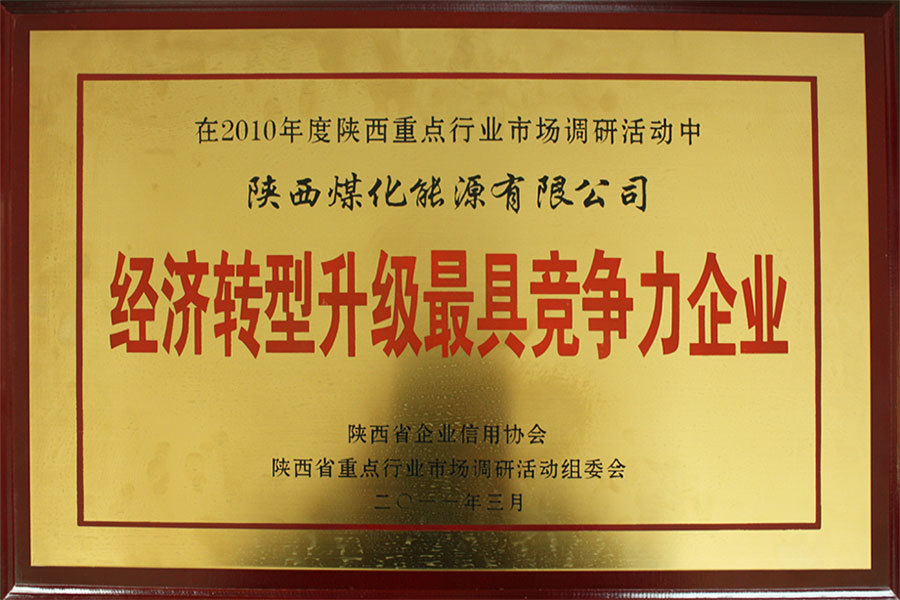 在2010年度陕西重点行业市场调研活动中
陕西煤化能源有限公司
经济转型升级最具竞争力企业
陕西省企业信用协会
陕西省重点行业市场调研活动组委会
二〇一一年三月